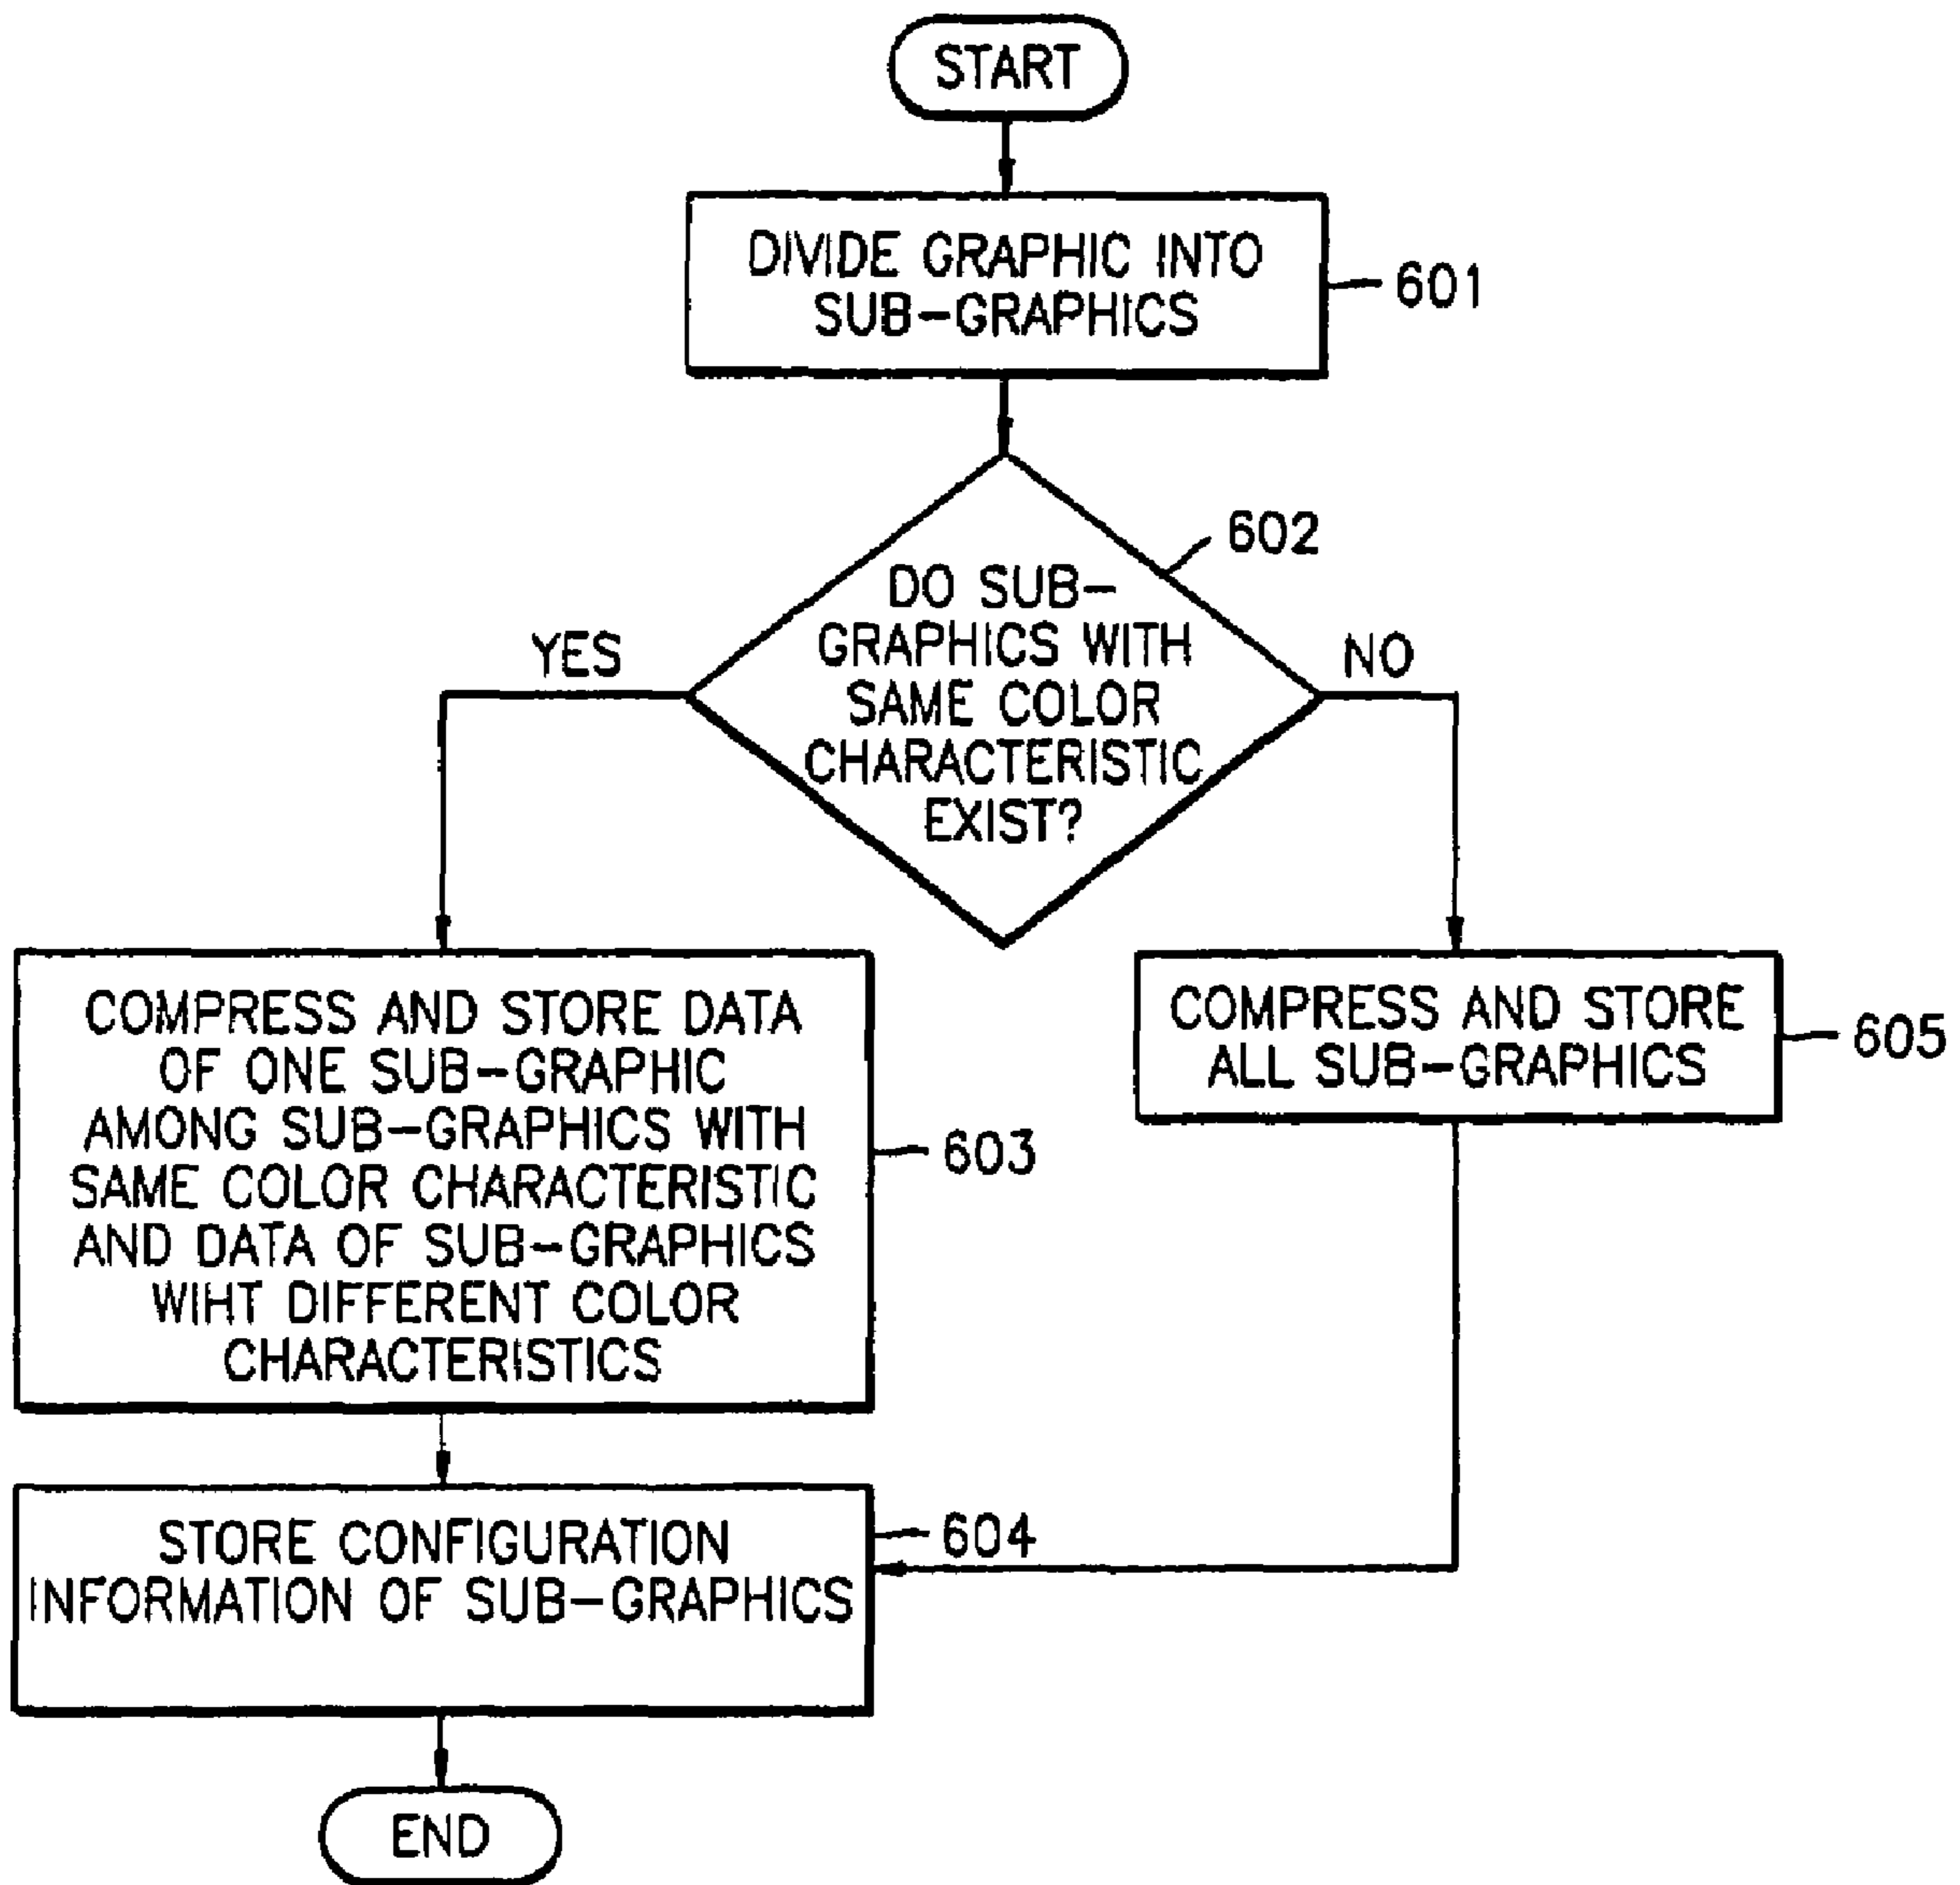 START
DIVIDE GRAPHIC INTO
SUB-GRAPHICS
601
602
DO SUB-
GRAPHICS WITH
SAME COLOR
CHARACTERISTIC
EXIST?
YES
NO
COMPRESS AND STORE DATA
OF ONE SUB-GRAPHIC
AMONG SUB-GRAPHICS WITH
SAME COLOR CHARACTERISTIC
AND DATA OF SUB-GRAPHICS
WIHT DIFFERENT COLOR
CHARACTERISTICS
603
COMPRESS AND STORE
ALL SUB-GRAPHICS
605
STORE CONFIGURATION
INFORMATION OF SUB-GRAPHICS
604
END